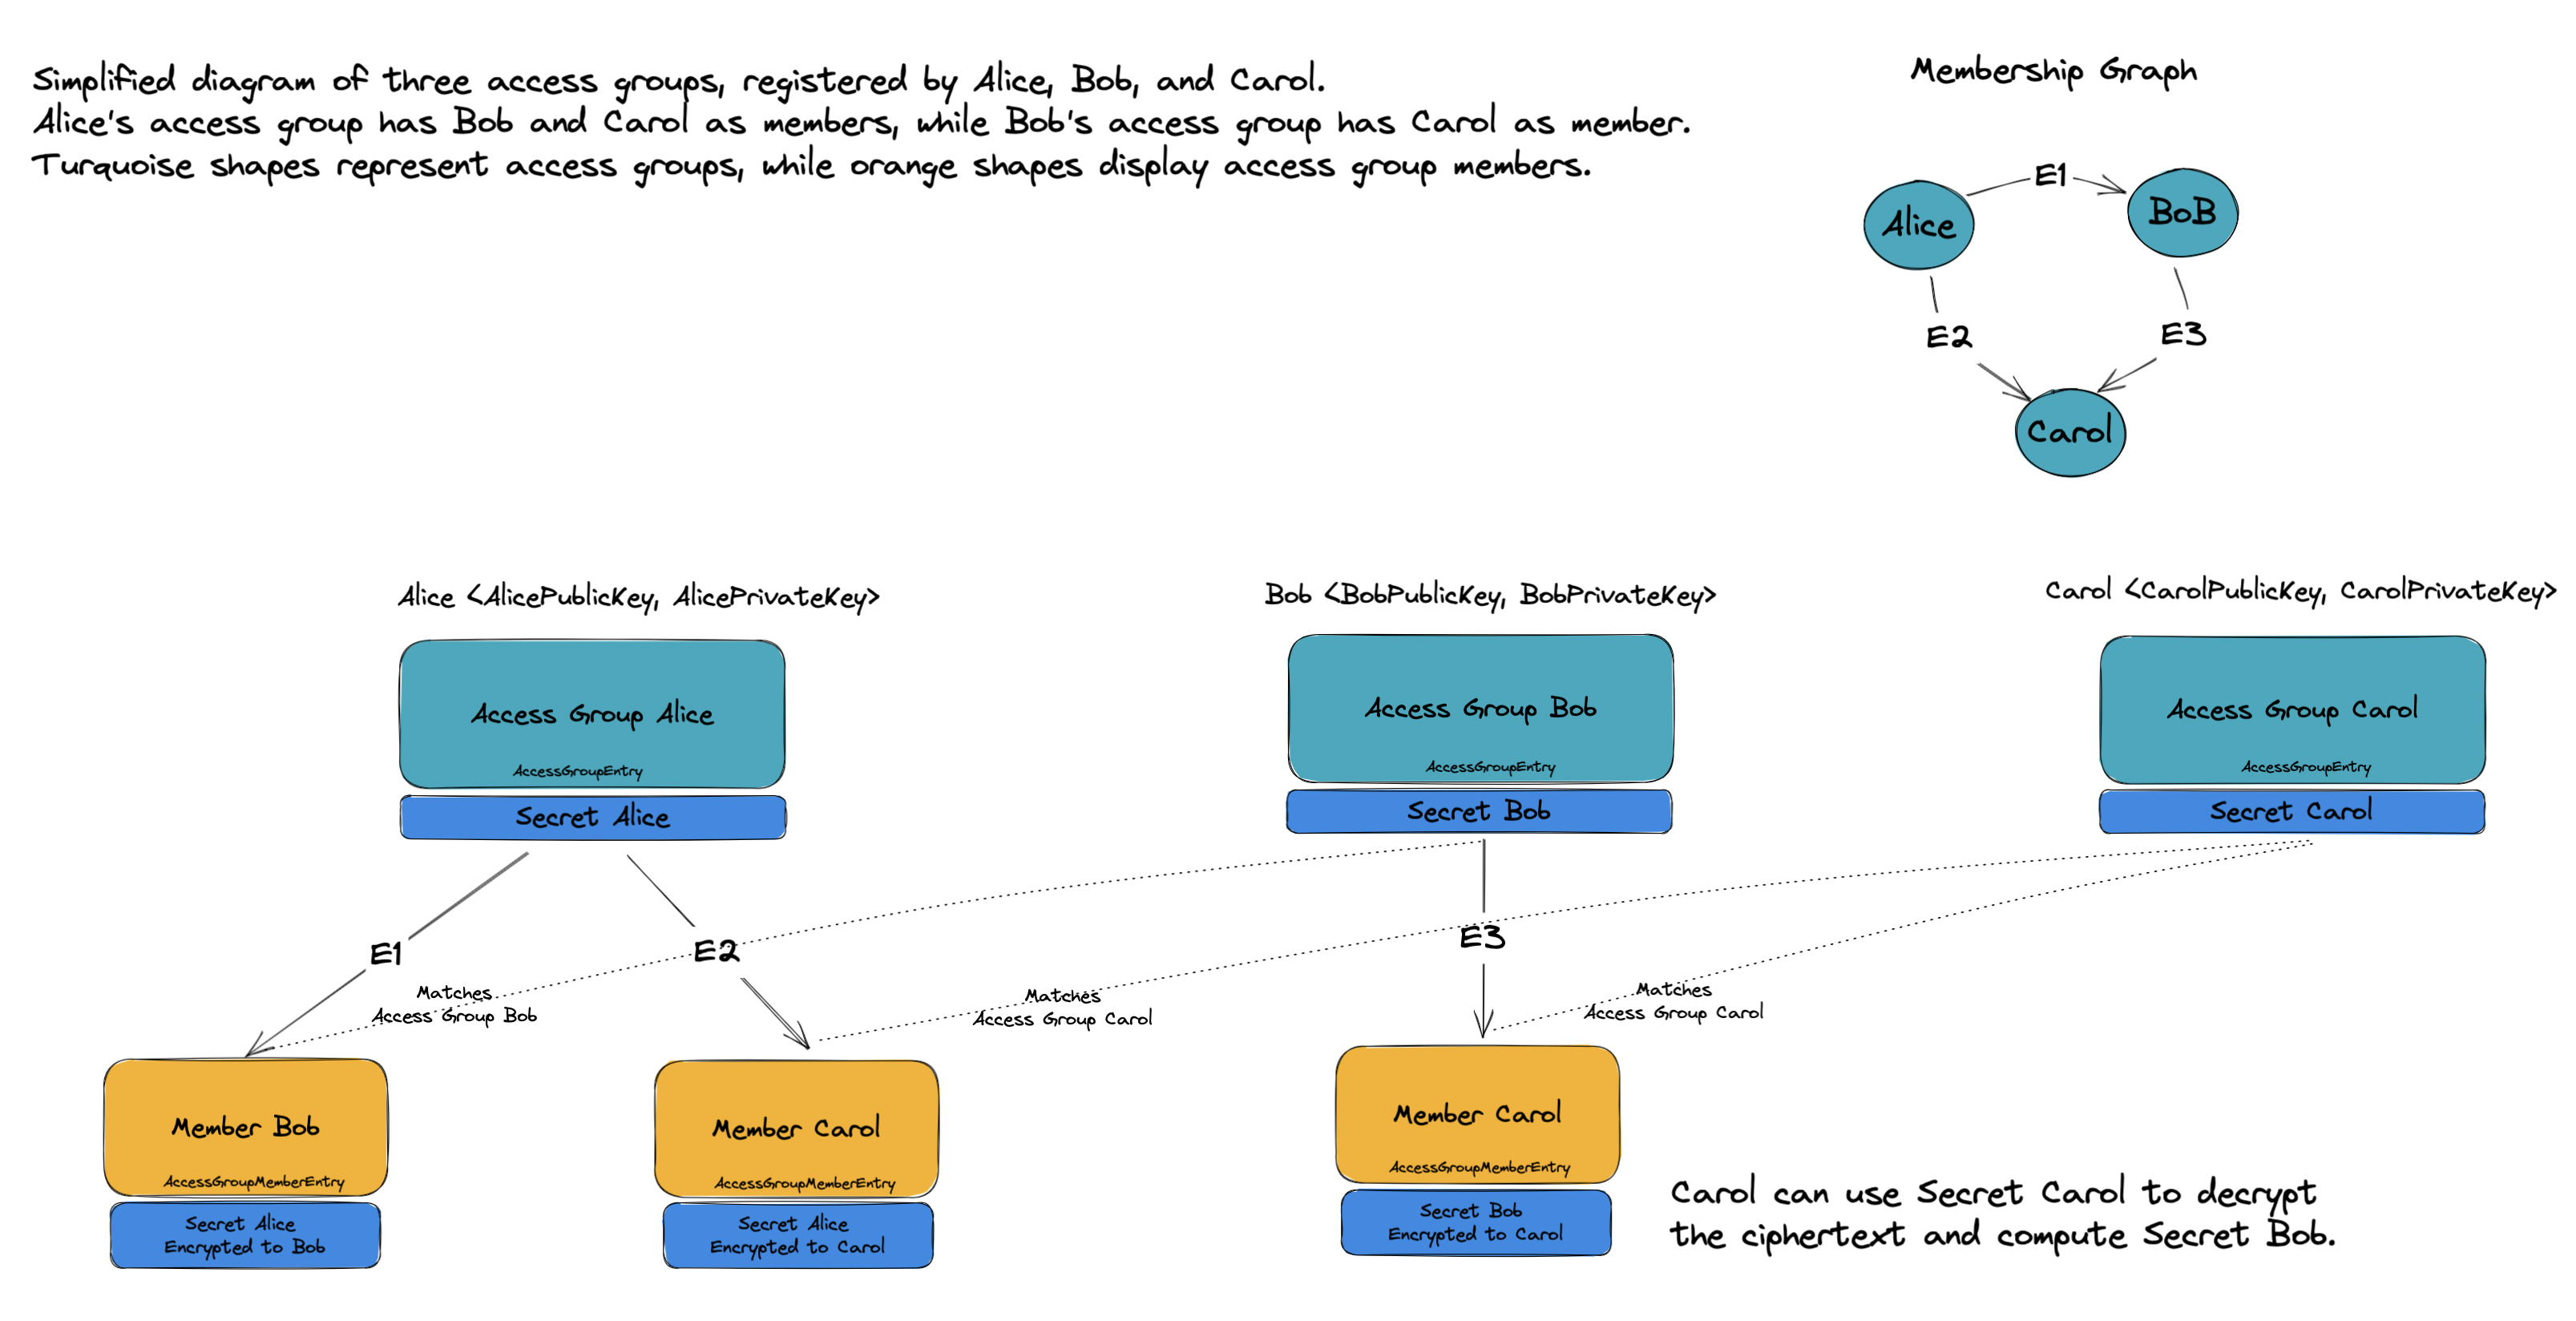 Simplified diagram of three access groups, registered by Alice, Bob, and Carol.
Alice's access group has Bob and Carol as members, while Bob's access group has Carol as member.
Turquoise shapes represent access groups, while orange shapes display access group members.
Membership Graph
Alice
E1
BoB
E2
E3
Carol
Alice <AlicePublicKey, AlicePrivateKey>
Access Group Alice
AccessGroupEntry
Secret Alice
Bob <BobPublicKey, BobPrivateKey>
Access Group Bob
AccessGroupEntry
Secret Bob
Carol <CarolPublicKey, CarolPrivateKey>
Access Group Carol
AccessGroupEntry
Secret Carol
E1
E2
E3
Matches
Access Group Bob
Matches
Access Group Carol
Matches
Access Group Carol
Member Bob
AccessGroupMemberEntry
Secret Alice
Encrypted to Bob
Member Carol
AccessGroupMemberEntry
Secret Alice
Encrypted to Carol
Member Carol
AccessGroupMemberEntry
Secret Bob
Encrypted to Carol
Carol can use Secret Carol to decrypt
the ciphertext and compute Secret Bob.